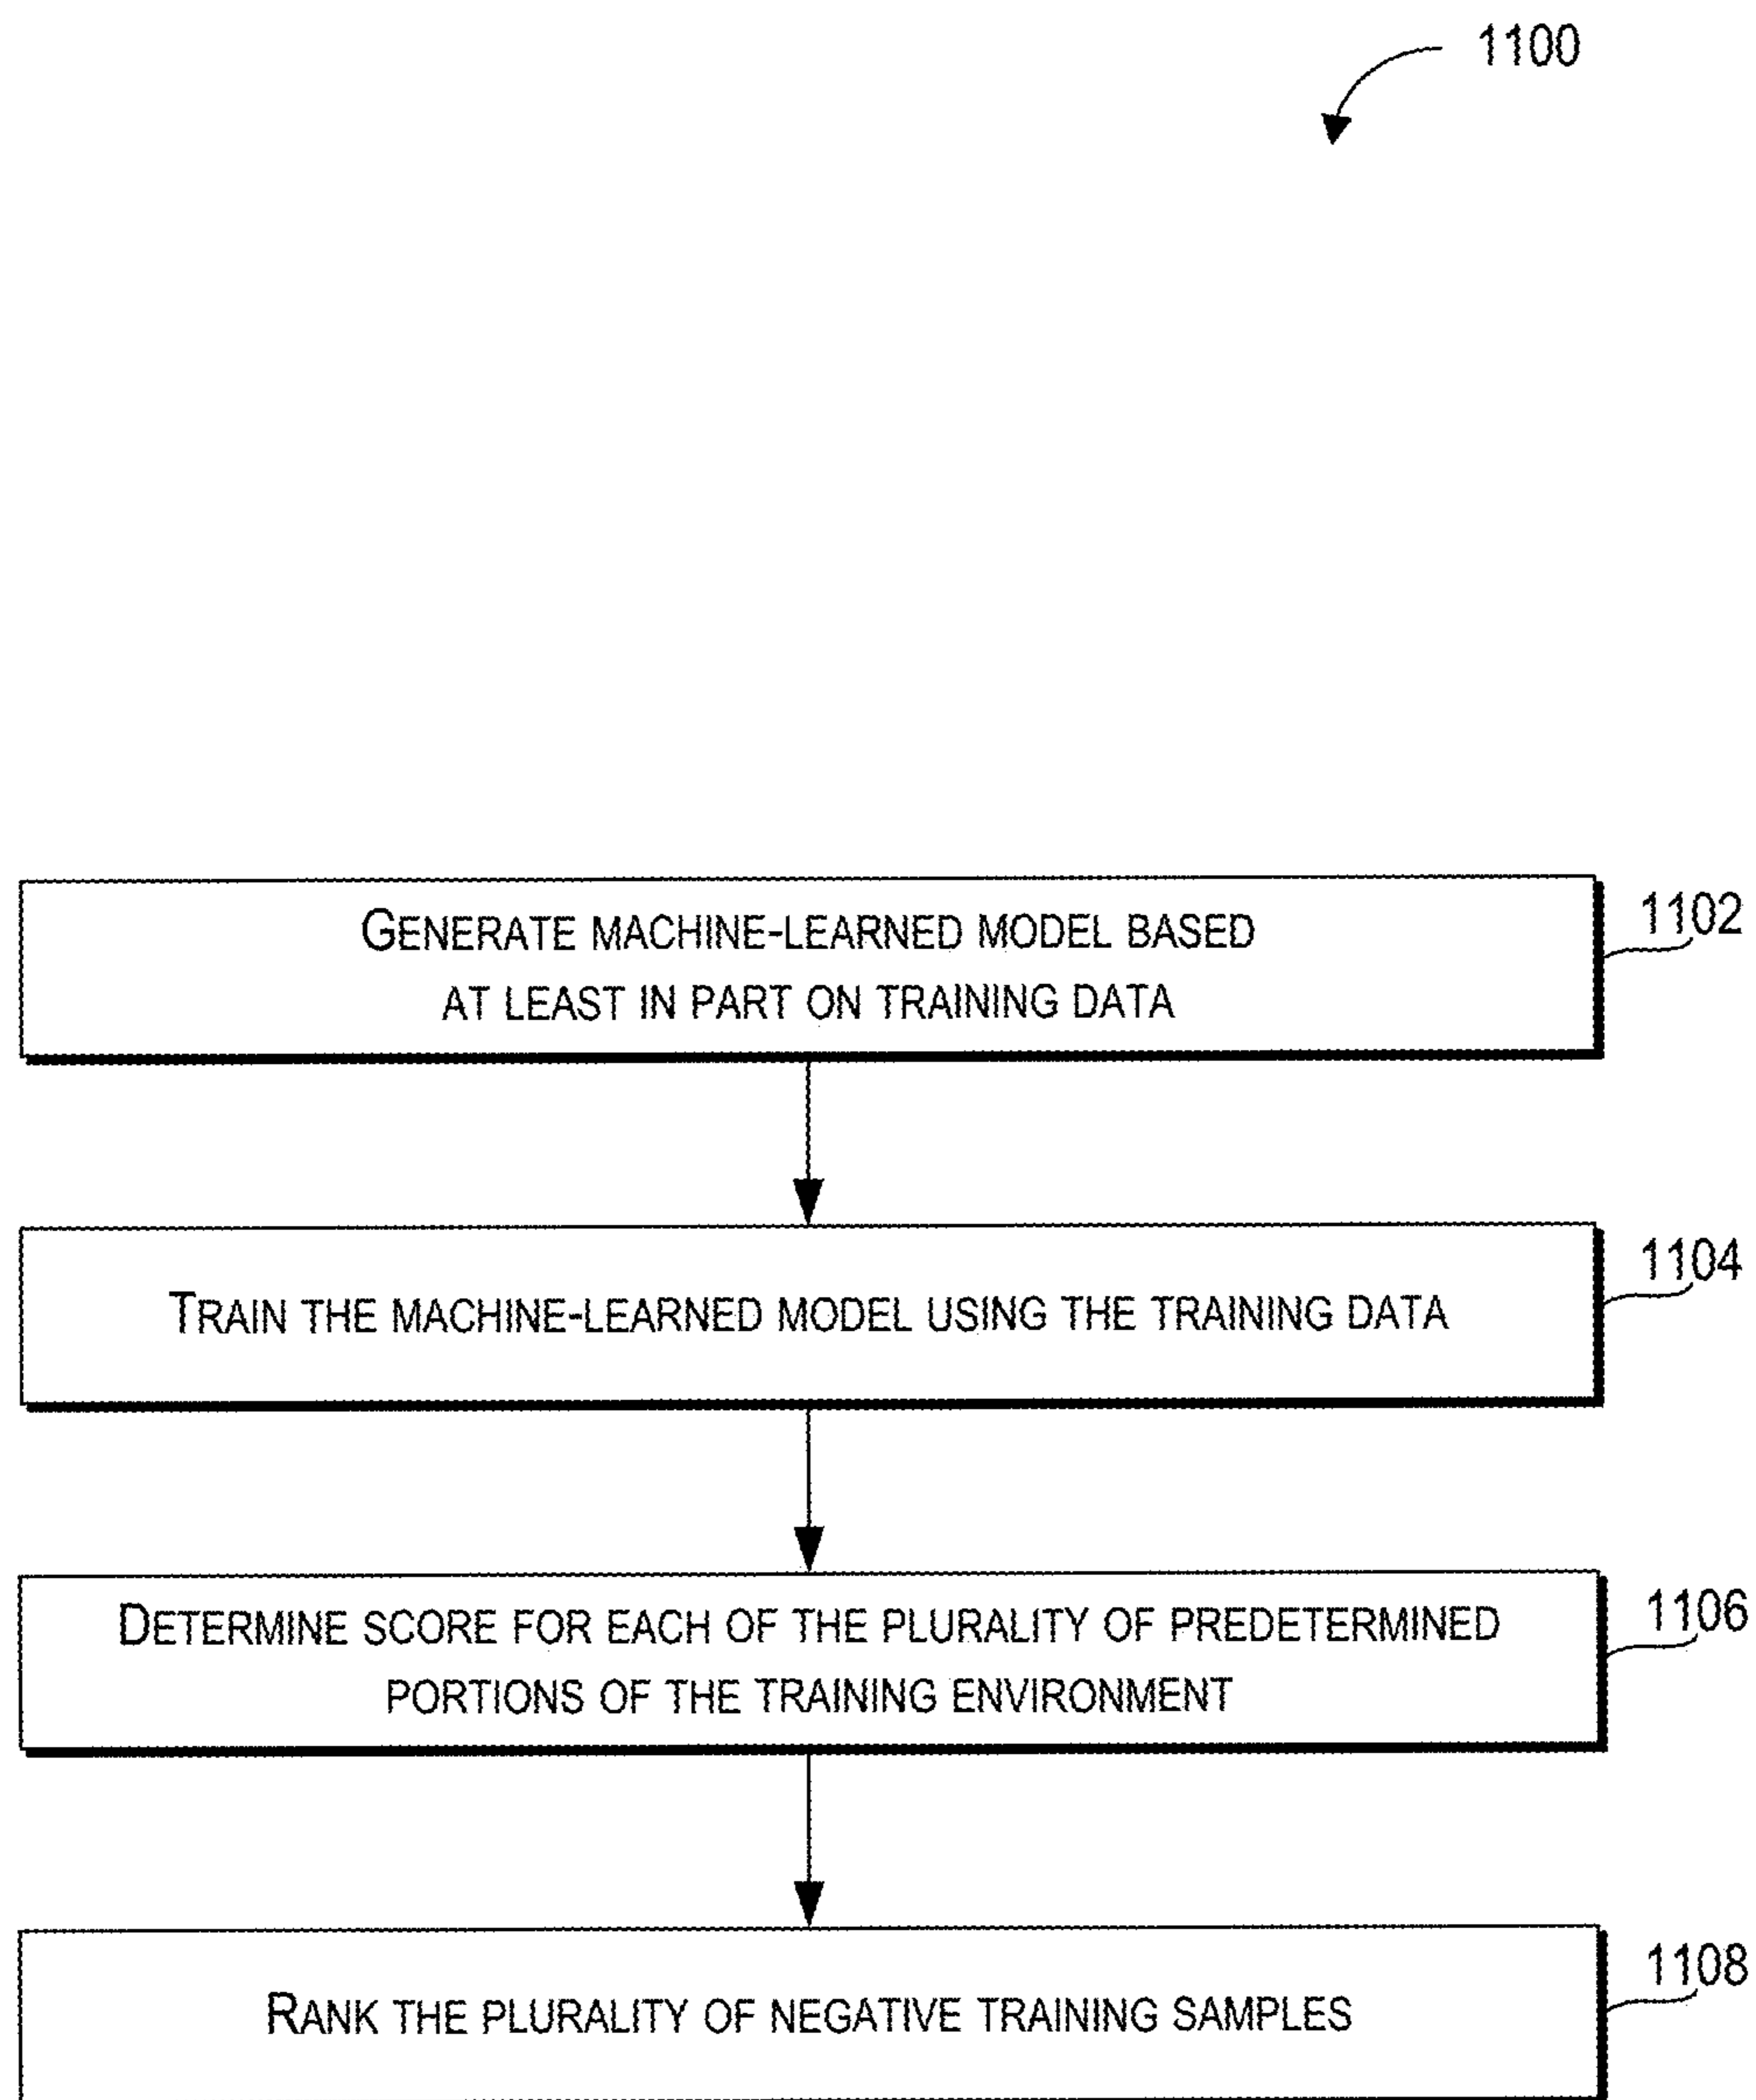 1100
GENERATE MACHINE-LEARNED MODEL BASED
AT LEAST IN PART ON TRAINING DATA
1102
TRAIN THE MACHINE-LEARNED MODEL USING THE TRAINING DATA
1104
DETERMINE SCORE FOR EACH OF THE PLURALITY OF PREDETERMINED
PORTIONS OF THE TRAINING ENVIRONMENT
1106
RANK THE PLURALITY OF NEGATIVE TRAINING SAMPLES
1108